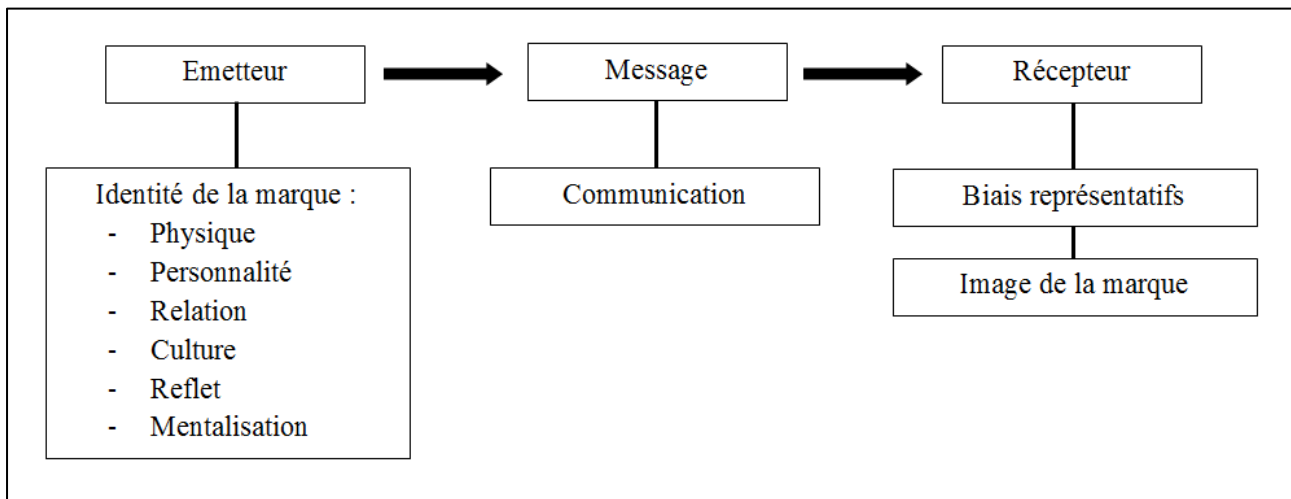 Emetteur
Message
Récepteur
Identité de la marque :
- Physique
- Personnalité
- Relation
- Culture
- Reflet
- Mentalisation
Communication
Biais représentatifs
Image de la marque